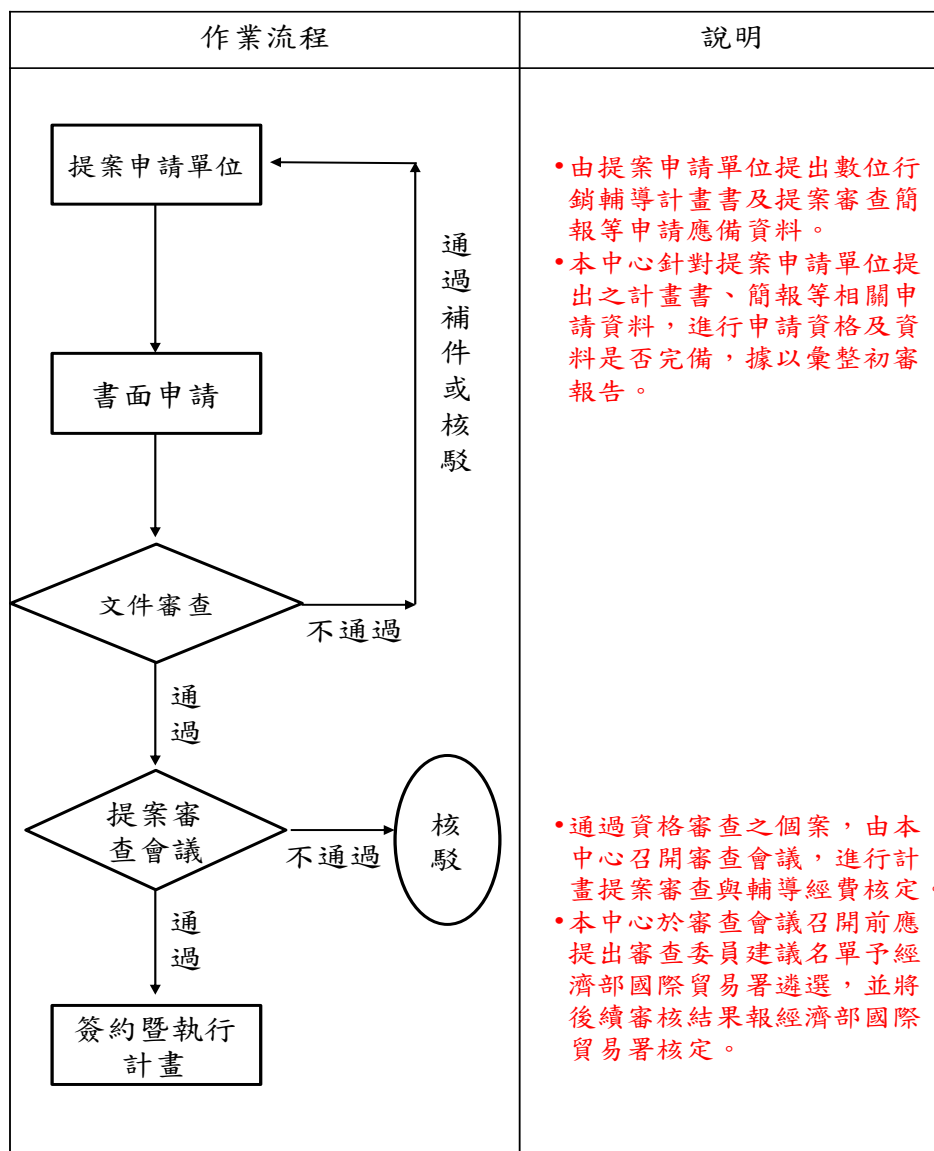 作業流程
說明
提案申請單位
書面申請
文件審查
不通過
通過補件或核駁
通過
提案審
查會議
不通過
核駁
通過
簽約暨執行
計畫
•由提案申請單位提出數位行
銷輔導計畫書及提案審查簡
報等申請應備資料。
•本中心針對提案申請單位提
出之計畫書、簡報等相關申
請資料，進行申請資格及資
料是否完備，據以彙整初審
報告。
•通過資格審查之個案，由本
中心召開審查會議，進行計
畫提案審查與輔導經費核定。
•本中心於審查會議召開前應
提出審查委員建議名單予經
濟部國際貿易署遴選，並將
後續審核結果報經濟部國際
貿易署核定。